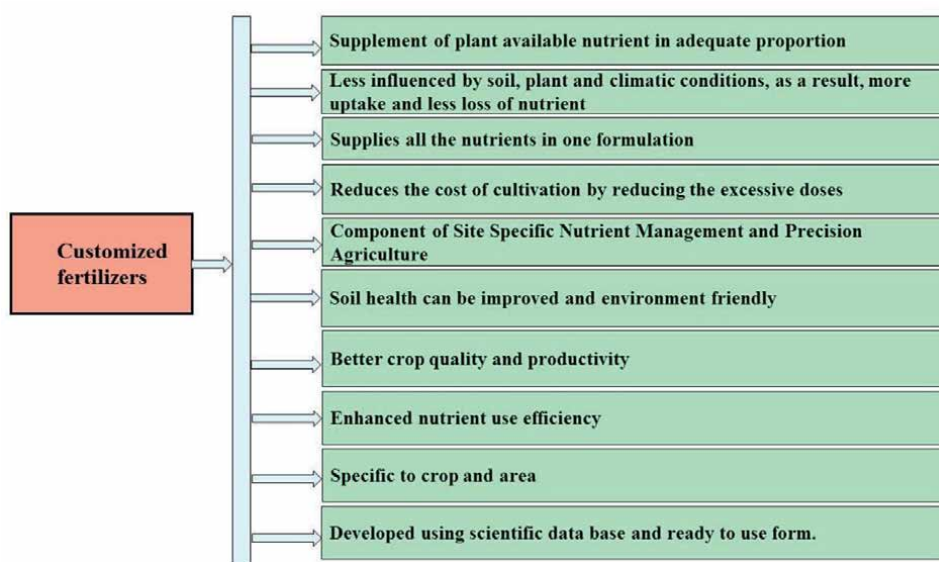 Customized
fertilizers
Supplement of plant available nutrient in adequate proportion
Less influenced by soil, plant and climatic conditions, as a result, more
uptake and less loss of nutrient
Supplies all the nutrients in one formulation
Reduces the cost of cultivation by reducing the excessive doses
Component of Site Specific Nutrient Management and Precision
Agriculture
Soil health can be improved and environment friendly
Better crop quality and productivity
Enhanced nutrient use efficiency
Specific to crop and area
Developed using scientific data base and ready to use form.